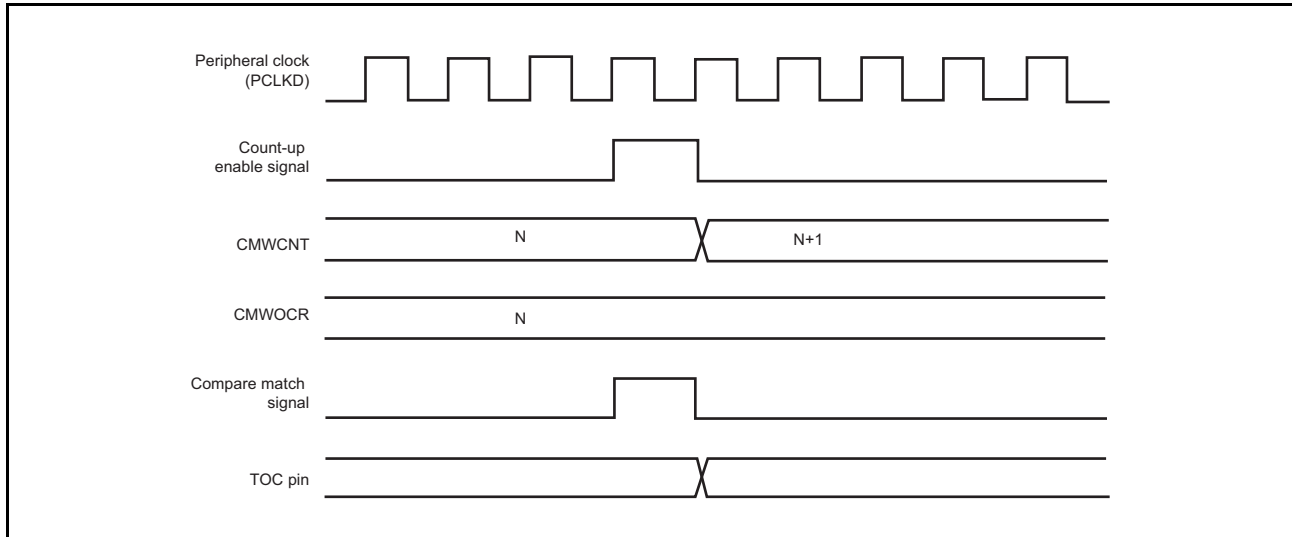 Peripheral clock
(PCLKD)
Count-up
enable signal
CMWCNT
N
N+1
CMWOCR
N
Compare match
signal
TOC pin